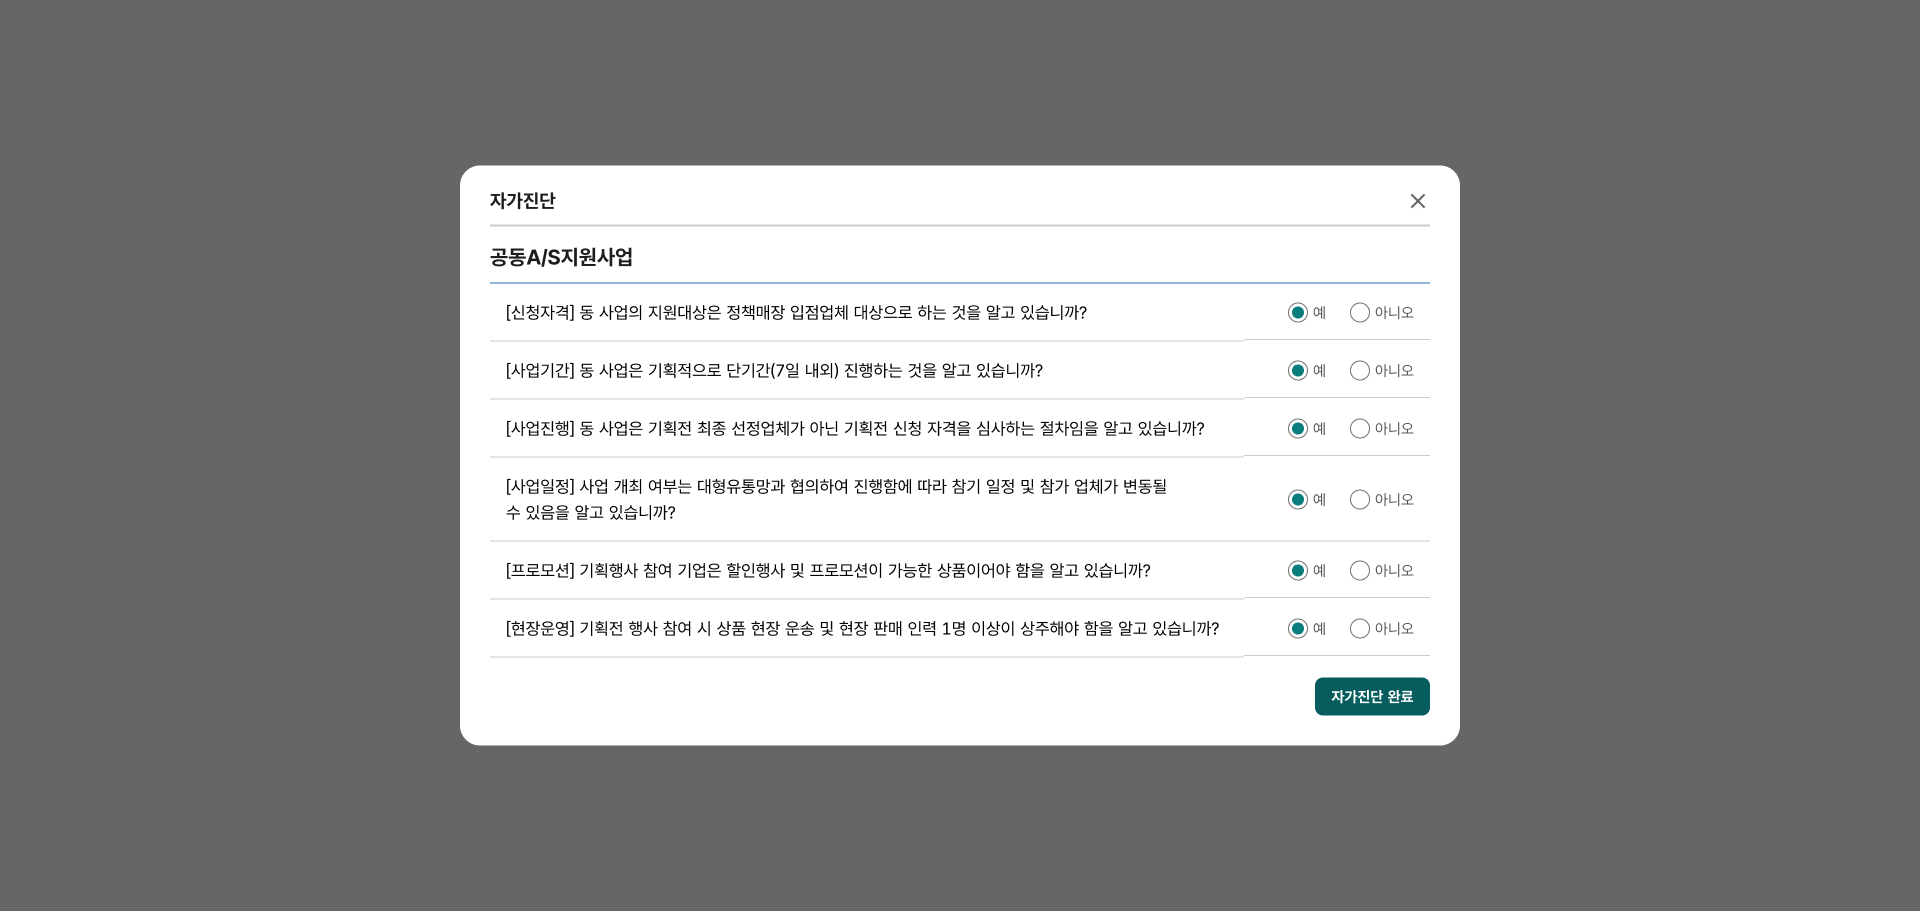 자가진단
공동A/S지원사업
[신청자격] 동 사업의 지원대상은 정책매장 입점업체 대상으로 하는 것을 알고 있습니까? 예 아니오
[사업기간] 동 사업은 기획적으로 단기간(7일 내외) 진행하는 것을 알고 있습니까? 예 아니오
[사업진행] 동 사업은 기획전 최종 선정업체가 아닌 기획전 신청 자격을 심사하는 절차임을 알고 있습니까? 예 아니오
[사업일정] 사업 개최 여부는 대형유통망과 협의하여 진행함에 따라 참기 일정 및 참가 업체가 변동될
수 있음을 알고 있습니까? 예 아니오
[프로모션] 기획행사 참여 기업은 할인행사 및 프로모션이 가능한 상품이어야 함을 알고 있습니까? 예 아니오
[현장운영] 기획전 행사 참여 시 상품 현장 운송 및 현장 판매 인력 1명 이상이 상주해야 함을 알고 있습니까? 예 아니오
자가진단 완료